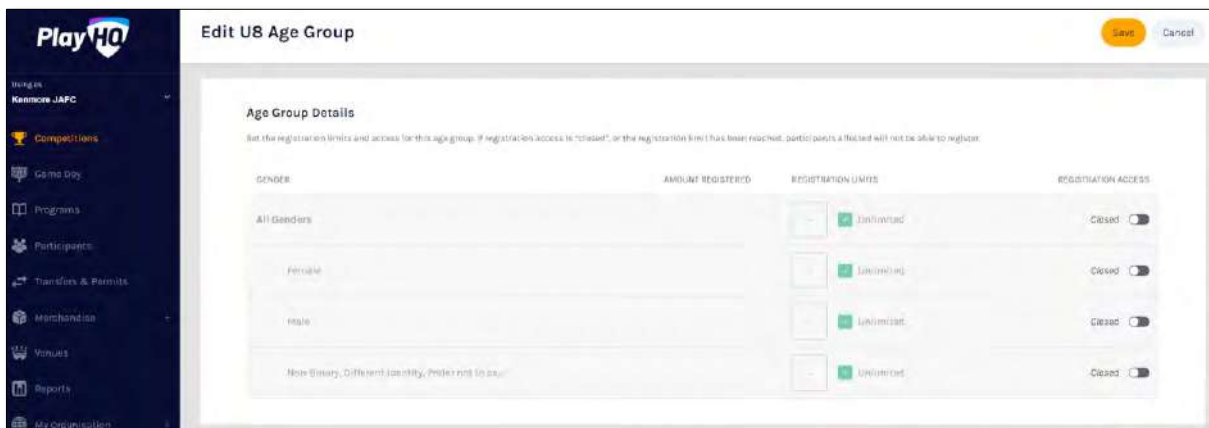 PlayHQ
Edit U8 Age Group
Save
Cancel
Using as
Kenmore JAFC
Competitions
Game Day
Programs
Participants
Transfers & Permits
Merchandise
Venues
Reports
My Organisation
Age Group Details
Set the registration limits and access for this age group. If registration access is "closed", or the registration limit has been reached, participants affected will not be able to register.
GENDER AMOUNT REGISTERED REGISTRATION LIMITS REGISTRATION ACCESS
All Genders - Unlimited Closed
Female - Unlimited Closed
Male - Unlimited Closed
Non-Binary, Different Identity, Prefer not to sa... - Unlimited Closed